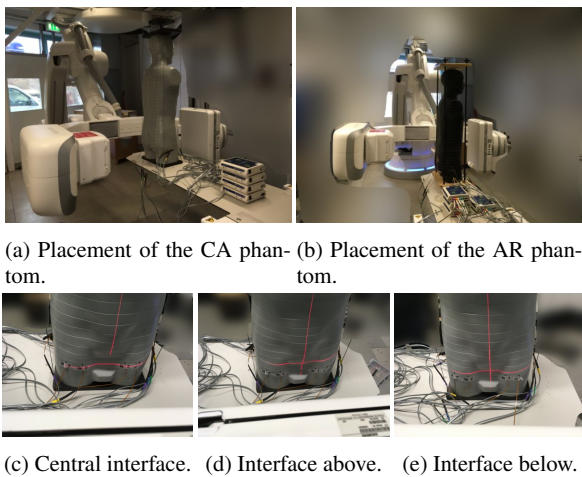 (a) Placement of the CA phan-
tom.
(b) Placement of the AR phan-
tom.
(c) Central interface.
(d) Interface above.
(e) Interface below.